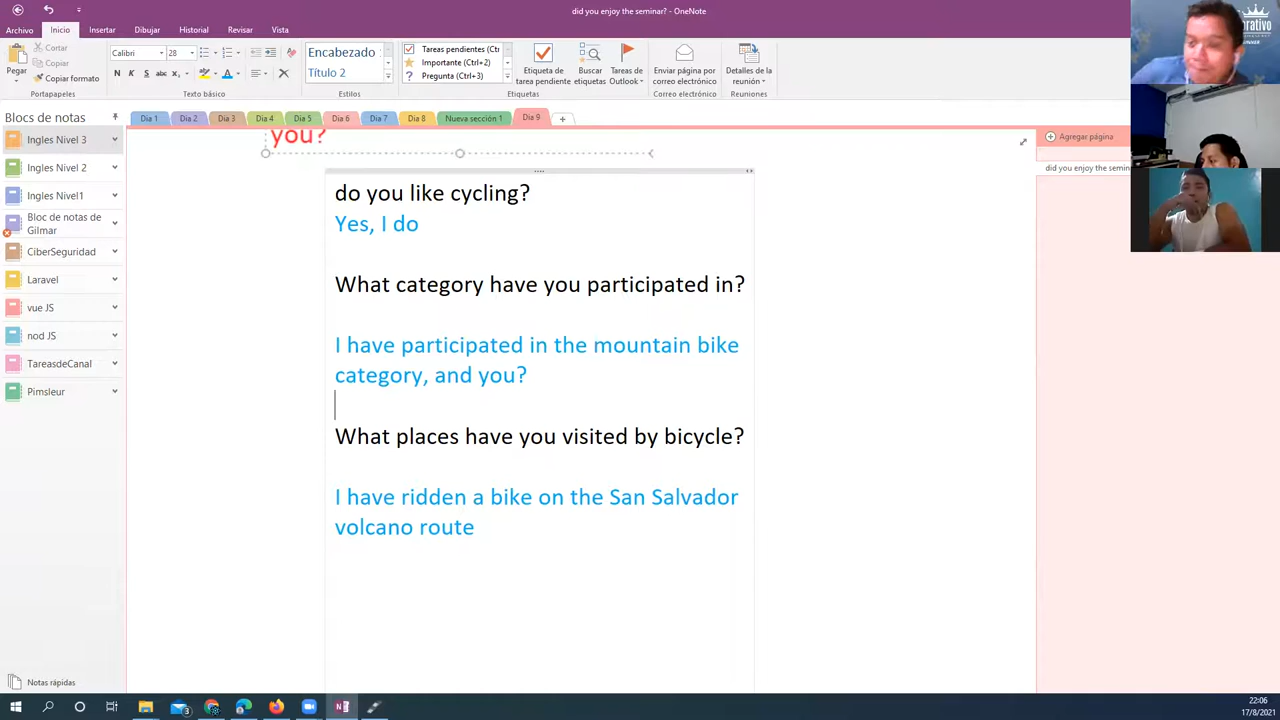 did you enjoy the seminar? - OneNote
Archivo Inicio Insertar Dibujar Historial Revisar Vista
Pegar
Cortar
Copiar
Copiar formato
Portapapeles
Calibri 28
N K S abc x₂
Texto básico
Encabezado
Título 2
Estilos
Tareas pendientes (Ctr
Importante (Ctrl+2)
Pregunta (Ctrl+3)
Etiqueta de
tarea pendiente
Buscar
etiquetas
Tareas de
Outlook
Etiquetas
Enviar página por
correo electrónico
Correo electrónico
Detalles de la
reunión
Reuniones
Blocs de notas
Ingles Nivel 3
Ingles Nivel 2
Ingles Nivel1
Bloc de notas de
Gilmar
CiberSeguridad
Laravel
vue JS
nod JS
TareasdeCanal
Pimsleur
Notas rápidas
Dia 1 Dia 2 Dia 3 Dia 4 Dia 5 Dia 6 Dia 7 Dia 8 Nueva sección 1 Dia 9
you?
do you like cycling?
Yes, I do
What category have you participated in?
I have participated in the mountain bike
category, and you?
What places have you visited by bicycle?
I have ridden a bike on the San Salvador
volcano route
Agregar página
did you enjoy the semin
22:06
17/8/2021